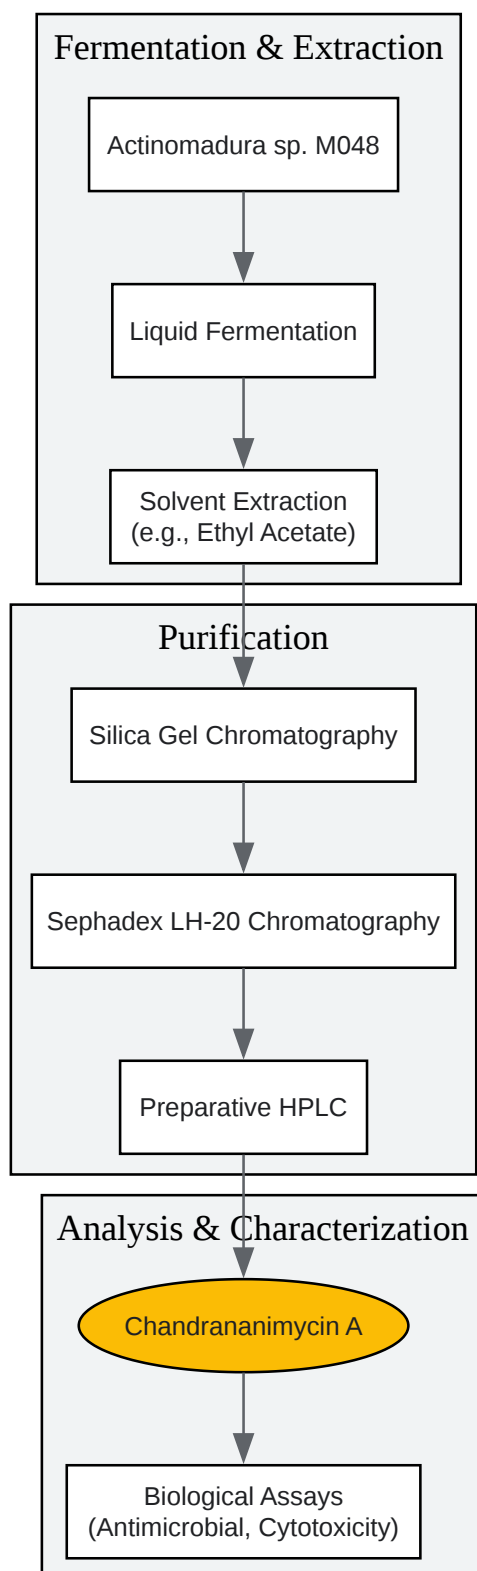 Fermentation & Extraction
Actinomadura sp. M048
Liquid Fermentation
Solvent Extraction
(e.g., Ethyl Acetate)
Purification
Silica Gel Chromatography
Sephadex LH-20 Chromatography
Preparative HPLC
Analysis & Characterization
Chandrananimycin A
Biological Assays
(Antimicrobial, Cytotoxicity)